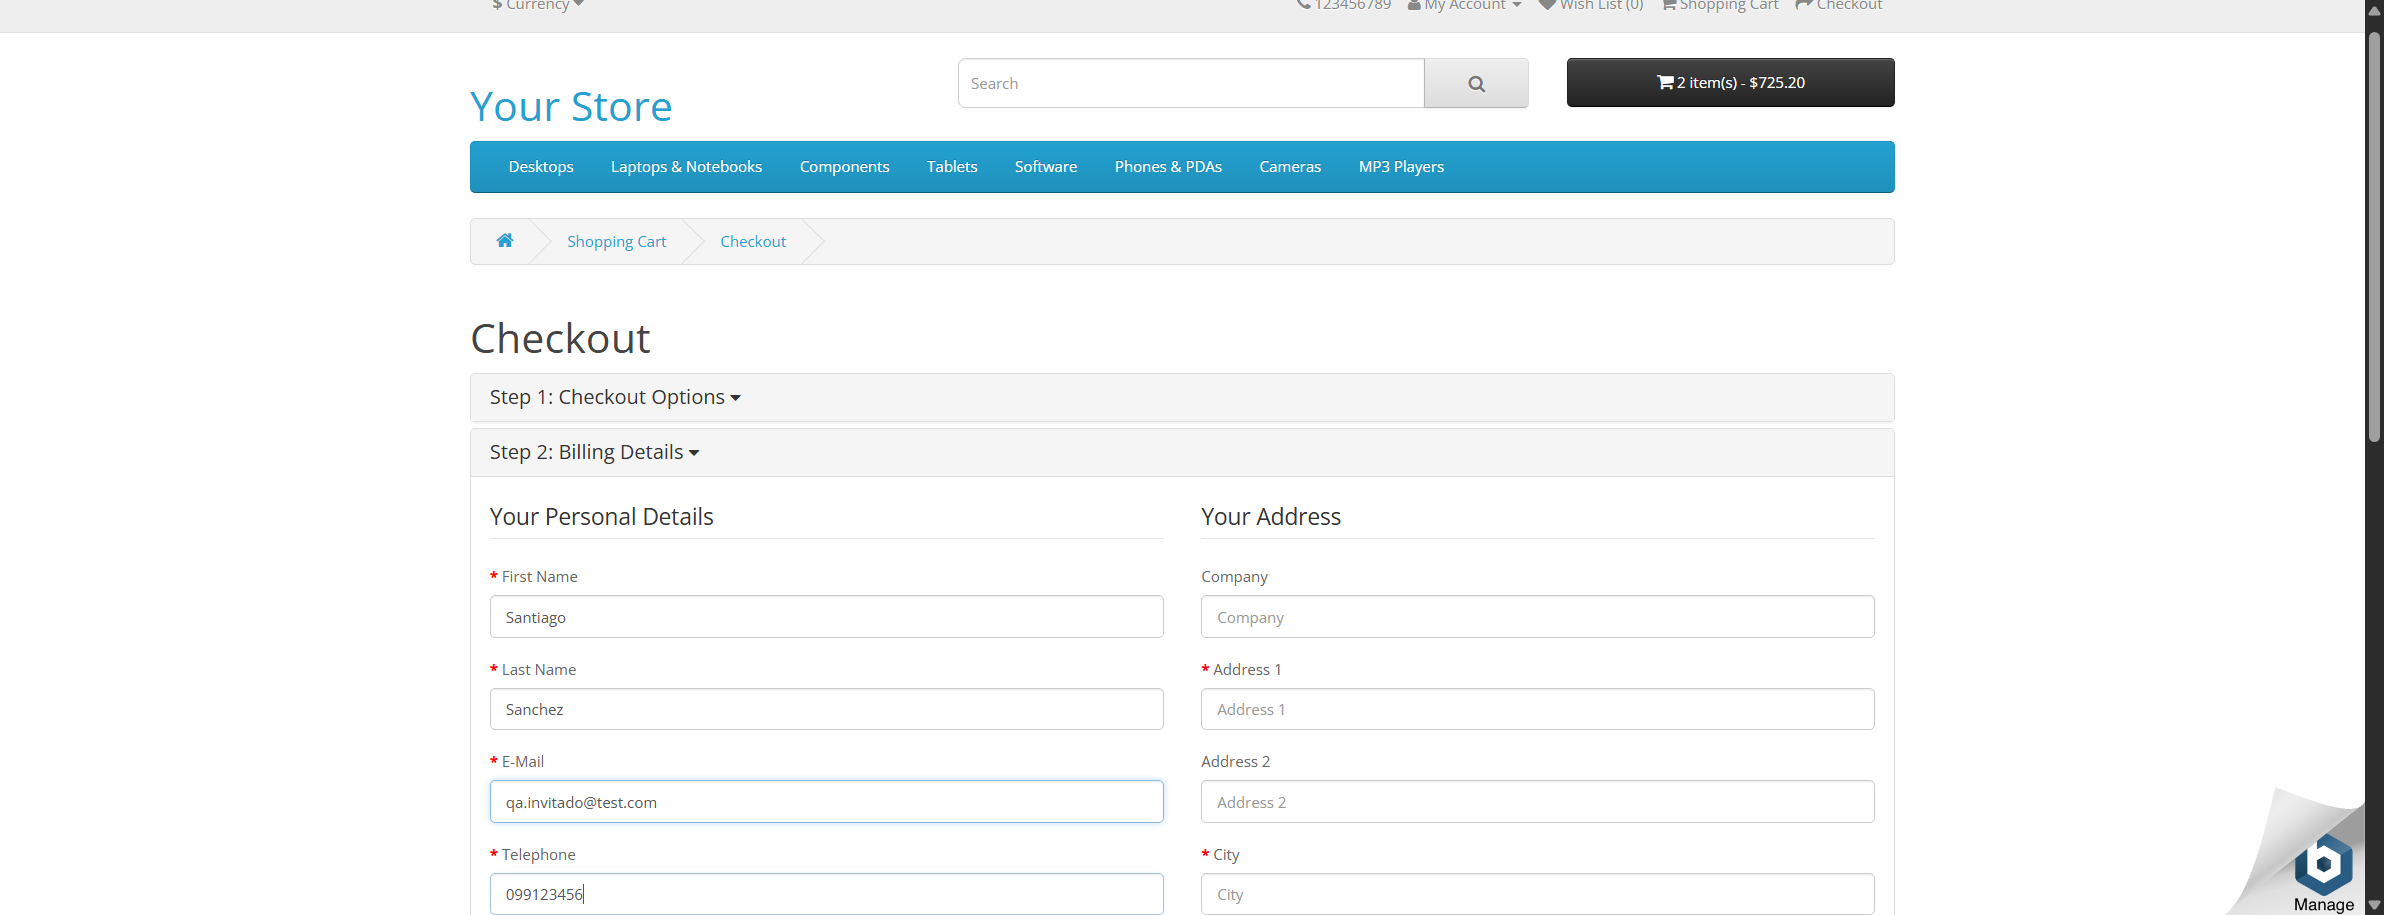 $ Currency
123456789 My Account Wish List (0) Shopping Cart Checkout
Search
2 item(s) - $725.20
Your Store
Desktops Laptops & Notebooks Components Tablets Software Phones & PDAs Cameras MP3 Players
Shopping Cart Checkout
Checkout
Step 1: Checkout Options
Step 2: Billing Details
Your Personal Details
* First Name
Santiago
* Last Name
Sanchez
* E-Mail
qa.invitado@test.com
* Telephone
099123456
Your Address
Company
Company
* Address 1
Address 1
Address 2
Address 2
* City
City
b
Manage